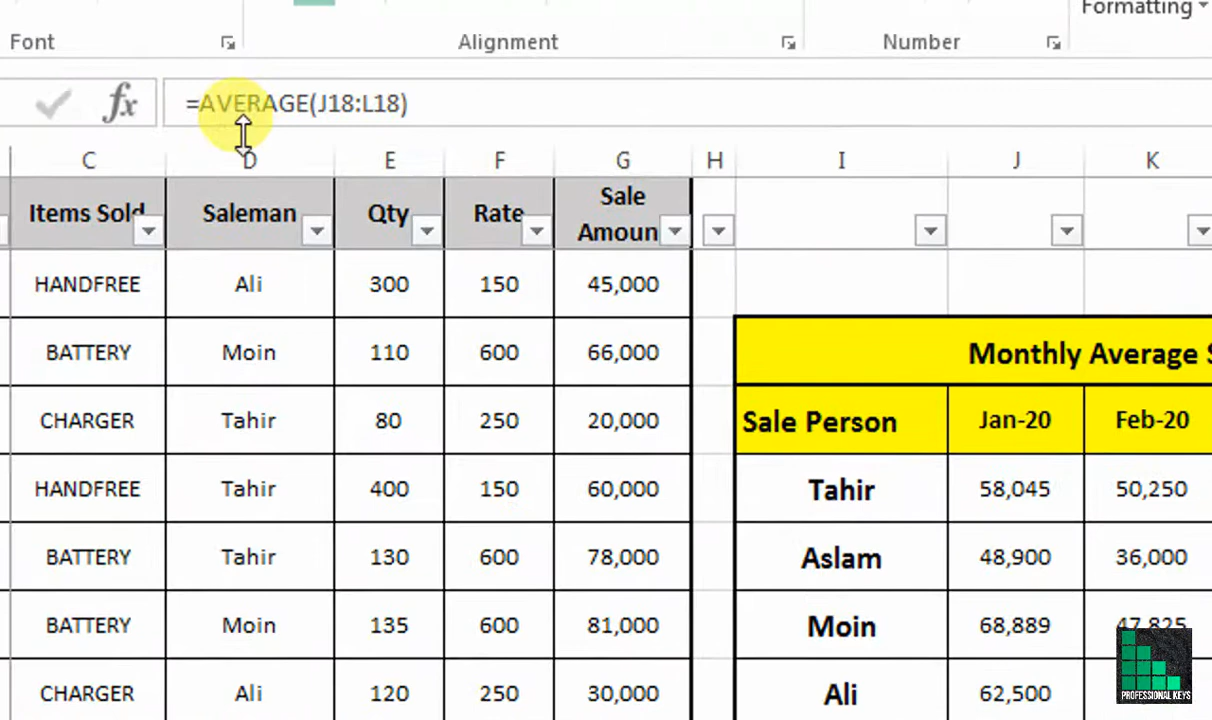 Formatting
Font Alignment Number
fx =AVERAGE(J18:L18)
C D E F G H I J K
Items Sold Saleman Qty Rate Sale Amoun
HANDFREE Ali 300 150 45,000
BATTERY Moin 110 600 66,000 Monthly Average S
CHARGER Tahir 80 250 20,000 Sale Person Jan-20 Feb-20
HANDFREE Tahir 400 150 60,000 Tahir 58,045 50,250
BATTERY Tahir 130 600 78,000 Aslam 48,900 36,000
BATTERY Moin 135 600 81,000 Moin 68,889 47,825
CHARGER Ali 120 250 30,000 Ali 62,500
PROFESSIONAL KEYS